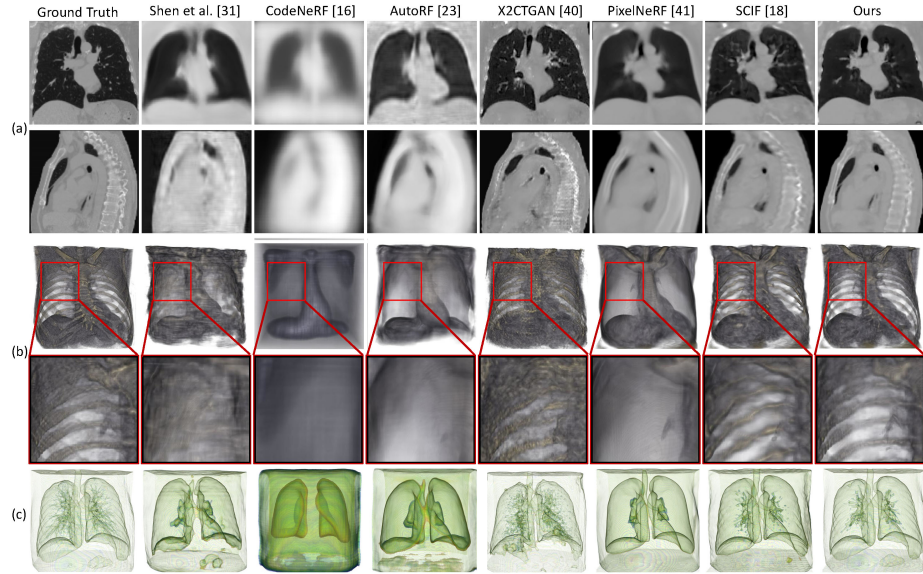 Ground Truth Shen et al. [31] CodeNeRF [16] AutoRF [23] X2CTGAN [40] PixelNeRF [41] SCIF [18] Ours
(a)
(b)
(c)